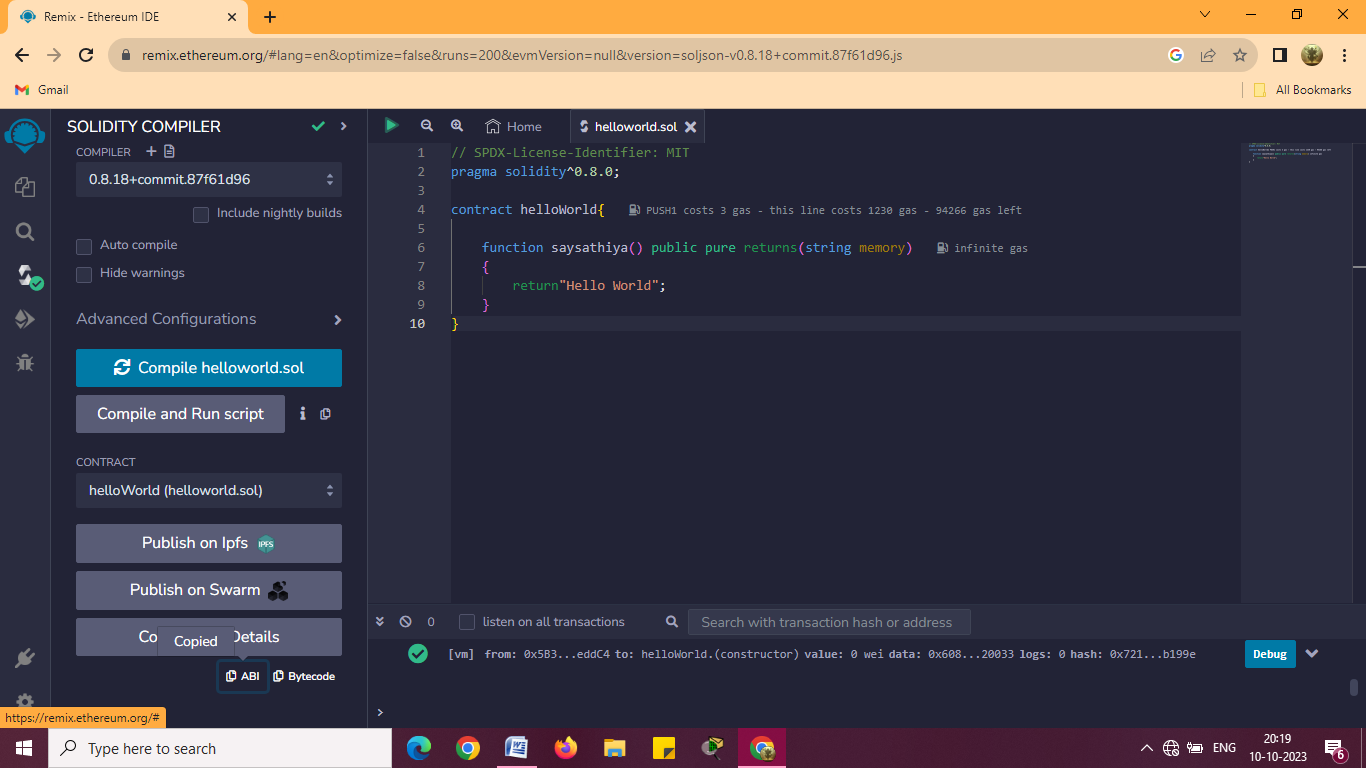 Remix - Ethereum IDE
remix.ethereum.org/#lang=en&optimize=false&runs=200&evmVersion=null&version=soljson-v0.8.18+commit.87f61d96.js
Gmail
All Bookmarks
SOLIDITY COMPILER
COMPILER
0.8.18+commit.87f61d96
Include nightly builds
Auto compile
Hide warnings
Advanced Configurations
Compile helloworld.sol
Compile and Run script
CONTRACT
helloWorld (helloworld.sol)
Publish on Ipfs IPFS
Publish on Swarm
Co Details
Copied
ABI Bytecode
https://remix.ethereum.org/#
Home helloworld.sol
1 // SPDX-License-Identifier: MIT
2 pragma solidity^0.8.0;
3
4 contract helloWorld{ PUSH1 costs 3 gas - this line costs 1230 gas - 94266 gas left
5
6 function saysathiya() public pure returns(string memory) infinite gas
7 {
8 return"Hello World";
9 }
10 }
0 listen on all transactions Search with transaction hash or address
[vm] from: 0x5B3...eddC4 to: helloWorld.(constructor) value: 0 wei data: 0x608...20033 logs: 0 hash: 0x721...b199e Debug
>
Type here to search
ENG
20:19
10-10-2023
6